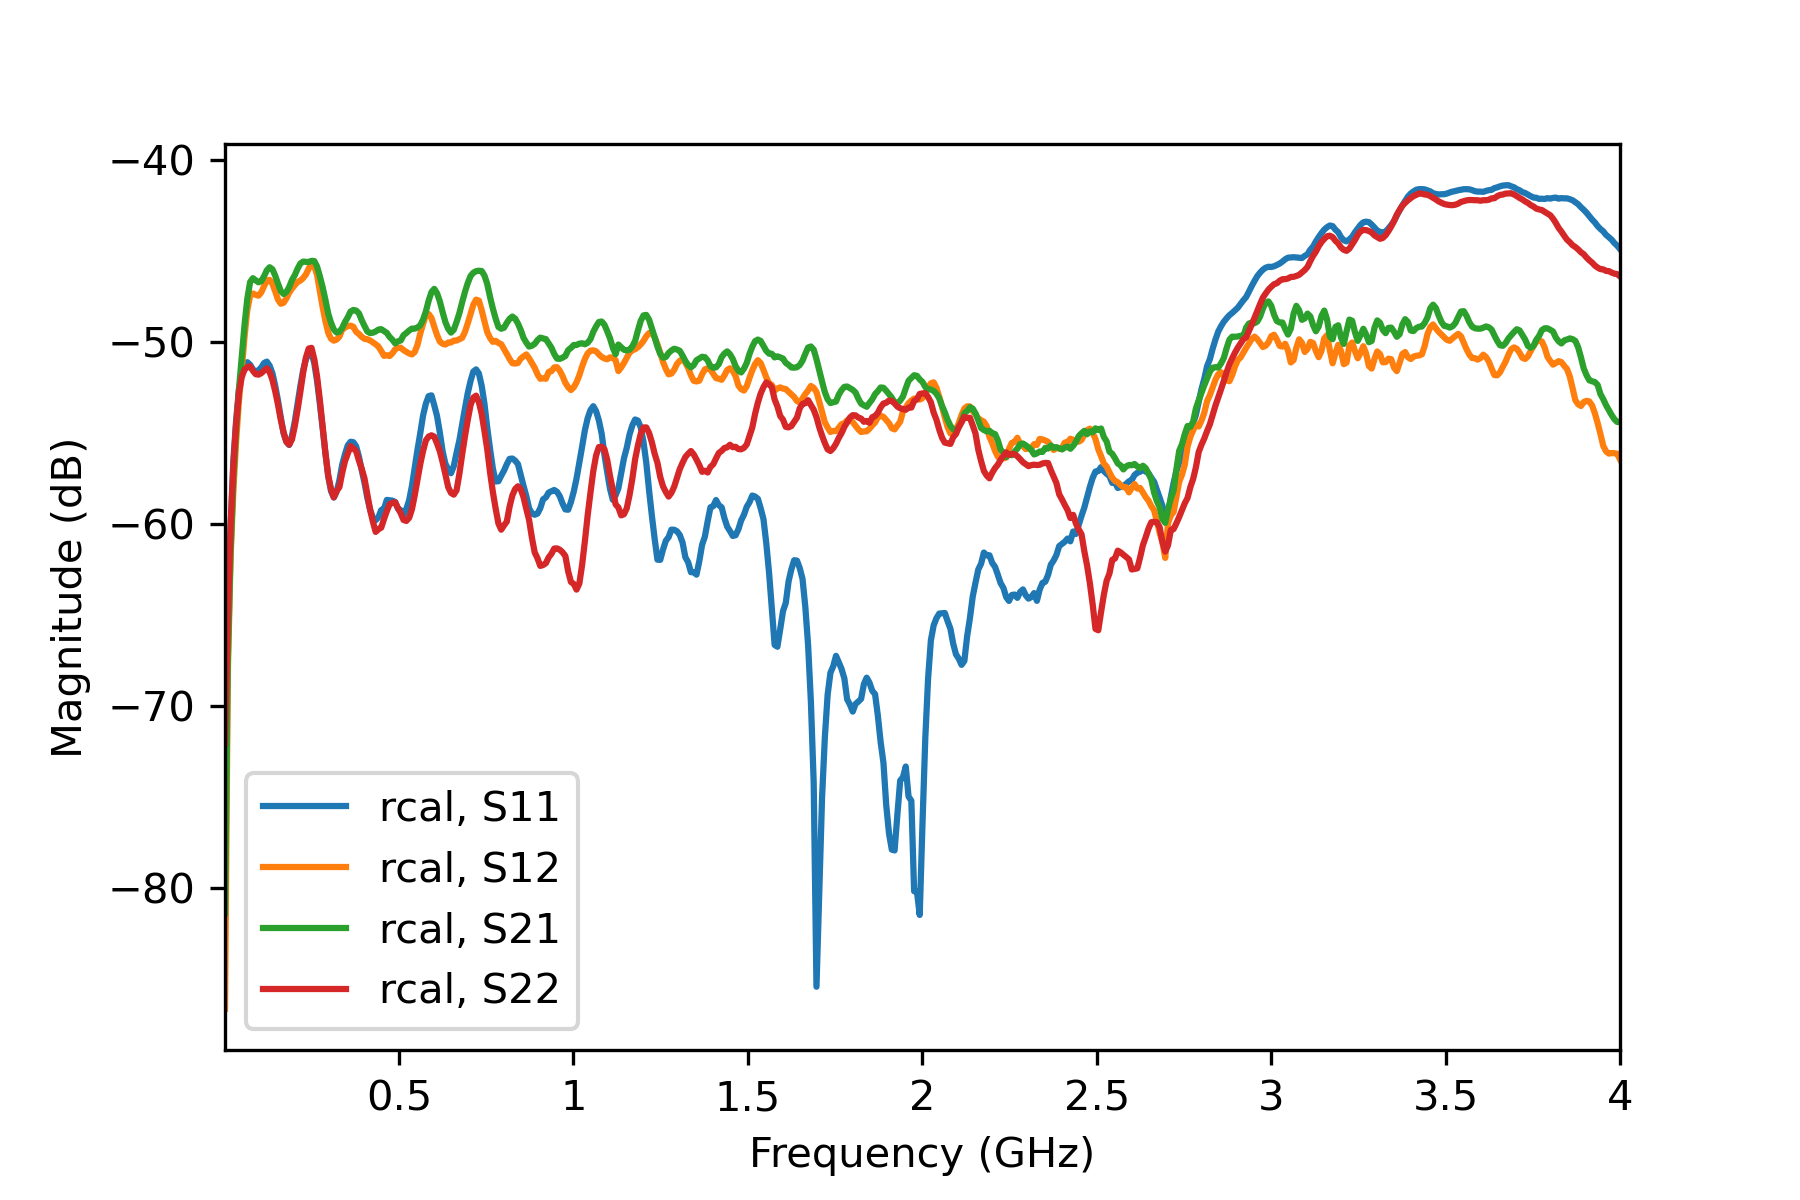 −40
−50
−60
−70
−80
Magnitude (dB)
rcal, S11
rcal, S12
rcal, S21
rcal, S22
0.5 1 1.5 2 2.5 3 3.5 4
Frequency (GHz)